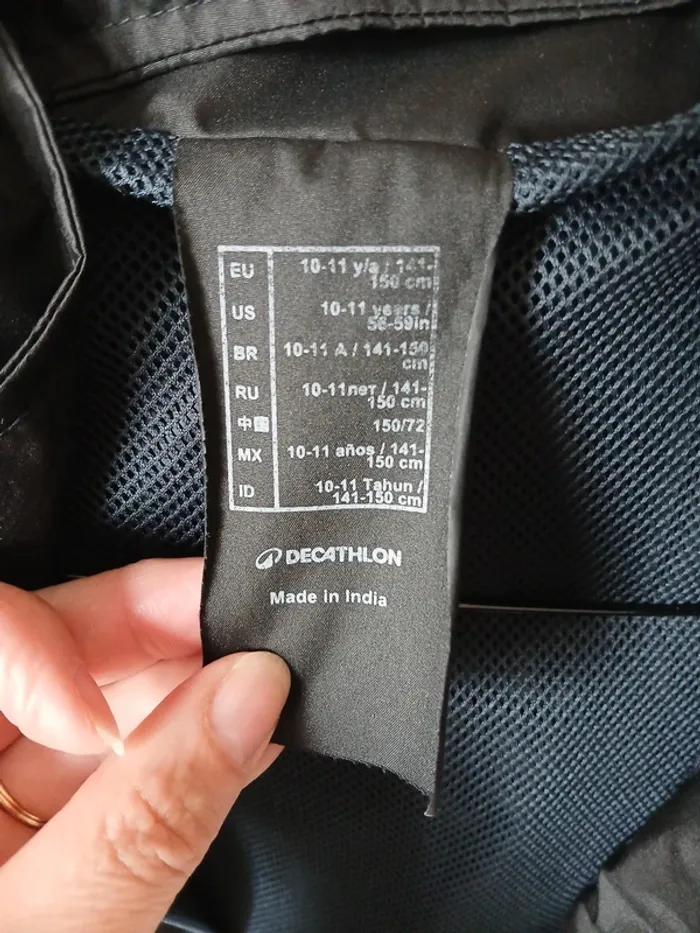 EU 10-11 y/a / 141-
150 cm
US 10-11 years /
56-59in
BR 10-11 A / 141-150
cm
RU 10-11лет / 141-
150 cm
中国 150/72
MX 10-11 años / 141-
150 cm
ID 10-11 Tahun /
141-150 cm
DECATHLON
Made in India